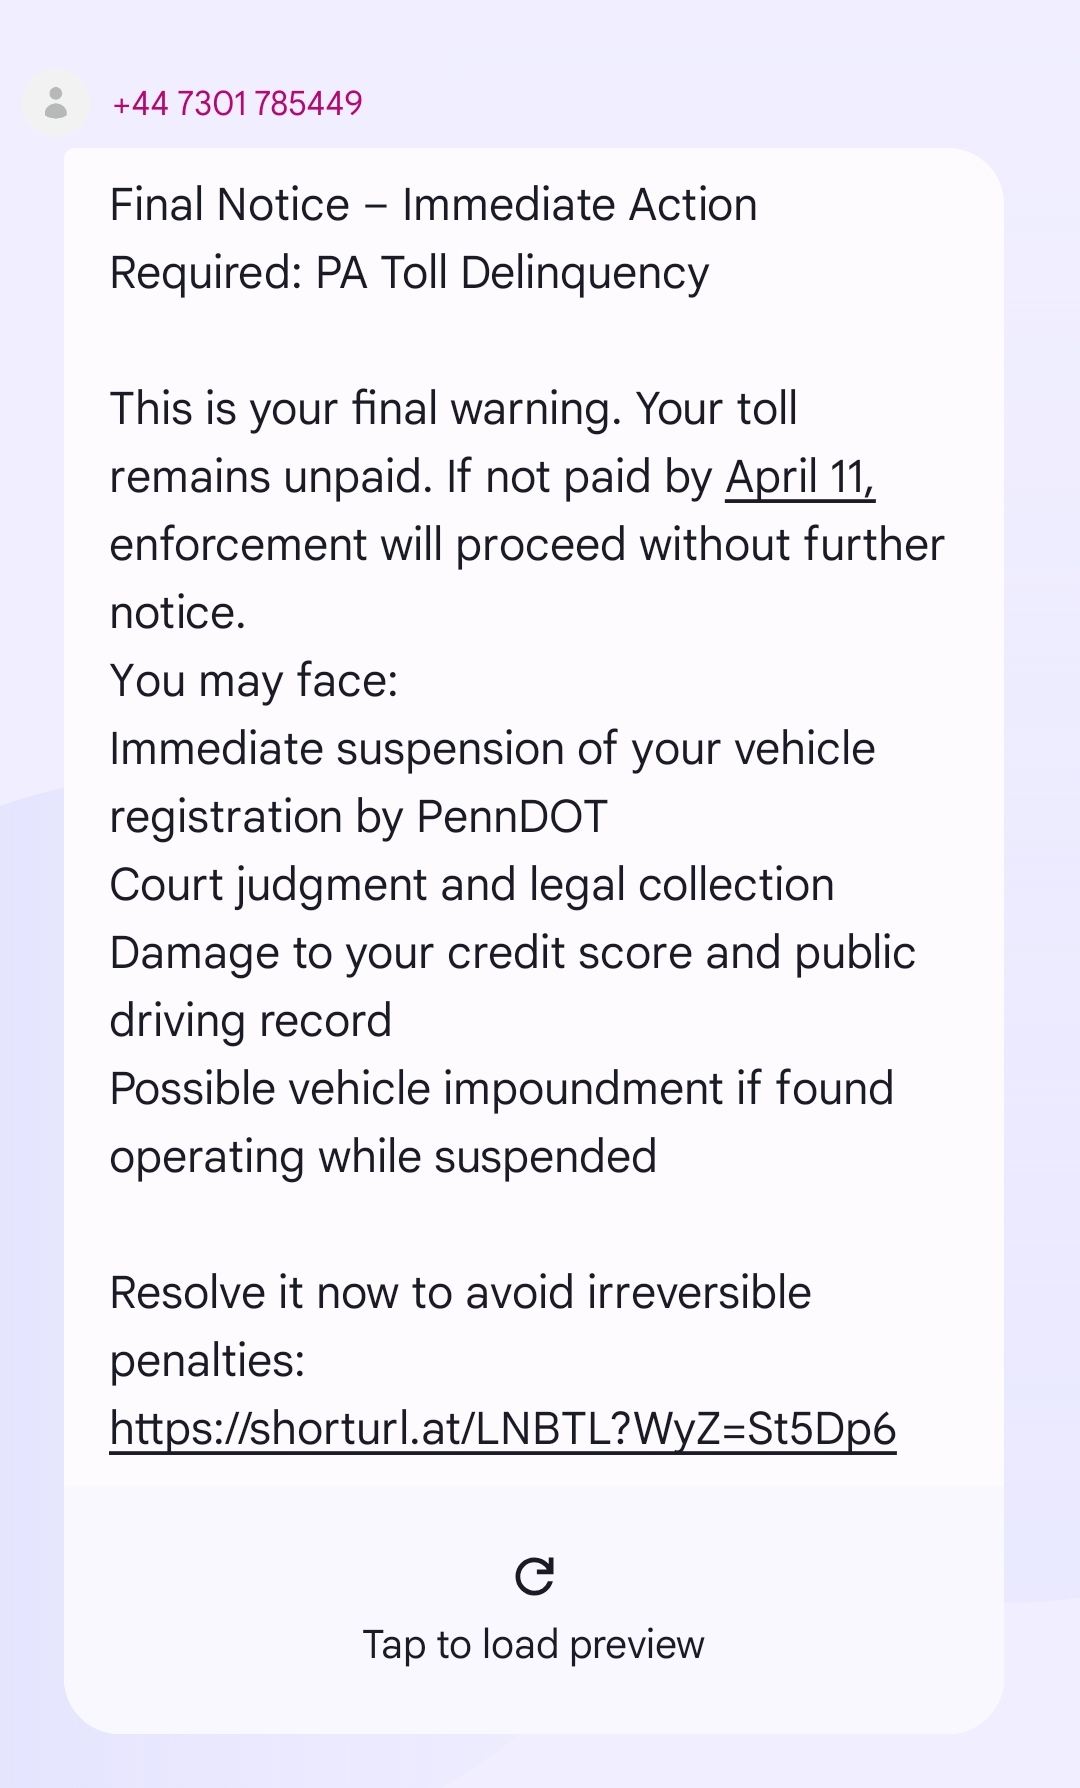 +44 7301 785449
Final Notice – Immediate Action
Required: PA Toll Delinquency
This is your final warning. Your toll
remains unpaid. If not paid by April 11,
enforcement will proceed without further
notice.
You may face:
Immediate suspension of your vehicle
registration by PennDOT
Court judgment and legal collection
Damage to your credit score and public
driving record
Possible vehicle impoundment if found
operating while suspended
Resolve it now to avoid irreversible
penalties:
https://shorturl.at/LNBTL?WyZ=St5Dp6
Tap to load preview